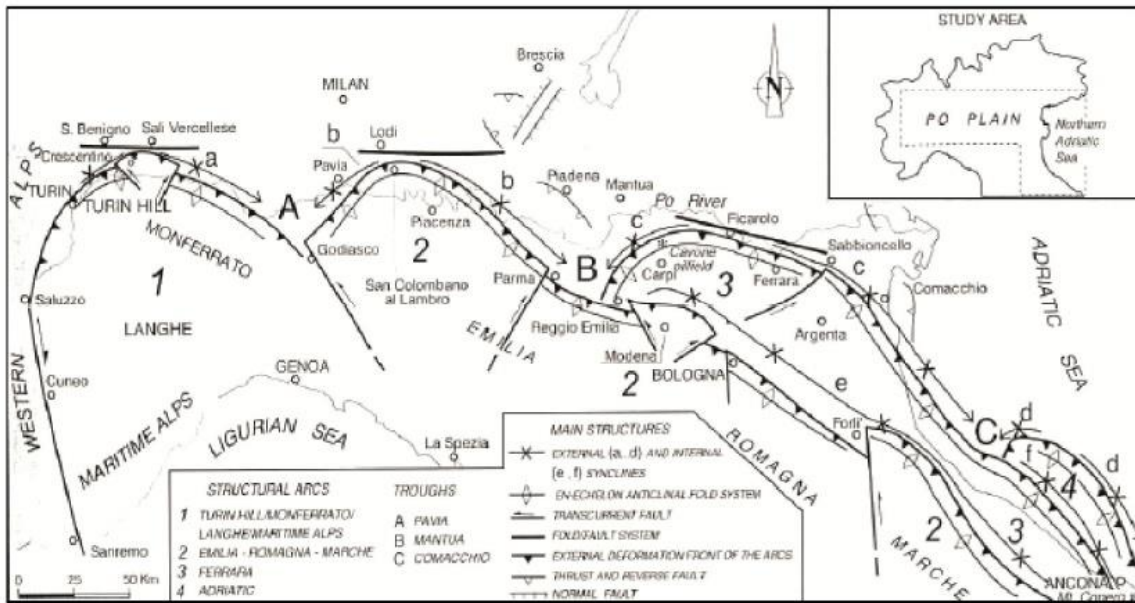 STUDY AREA
PO PLAIN
Northern
Adriatic
Sea
Brescia
MILAN
N
S. Benigno
Sali Vercellese
b
Lodi
Crescentino
a
Pavia
b
Piadena
Mantua
ALPS
TURIN
TURIN HILL
A
Piacenza
Po River
Ficarolo
c
Sabbioncello
MONFERRATO
Godiasco
2
B
Cavone
oilfield
Carpi
3
Ferrara
c
Comacchio
ADRIATIC SEA
1
Parma
San Colombano
al Lambro
Saluzzo
LANGHE
EMILIA
Reggio Emilia
Argenta
Modena
GENOA
BOLOGNA
2
e
Cuneo
WESTERN
MARITIME ALPS
LIGURIAN SEA
La Spezia
Forli'
C
d
f
d
4
ROMAGNA
2
3
MARCHE
ANCONA
Sanremo
0 25 50 Km
STRUCTURAL ARCS
1 TURIN HILL/MONFERRATO/
LANGHE/MARITIME ALPS
2 EMILIA - ROMAGNA - MARCHE
3 FERRARA
4 ADRIATIC
TROUGHS
A PAVIA
B MANTUA
C COMACCHIO
MAIN STRUCTURES
EXTERNAL (a, d) AND INTERNAL
(e, f) SYNCLINES
EN-ECHELON ANTICLINAL FOLD SYSTEM
TRANSCURRENT FAULT
FOLD/FAULT SYSTEM
EXTERNAL DEFORMATION FRONT OF THE ARCS
THRUST AND REVERSE FAULT
NORMAL FAULT